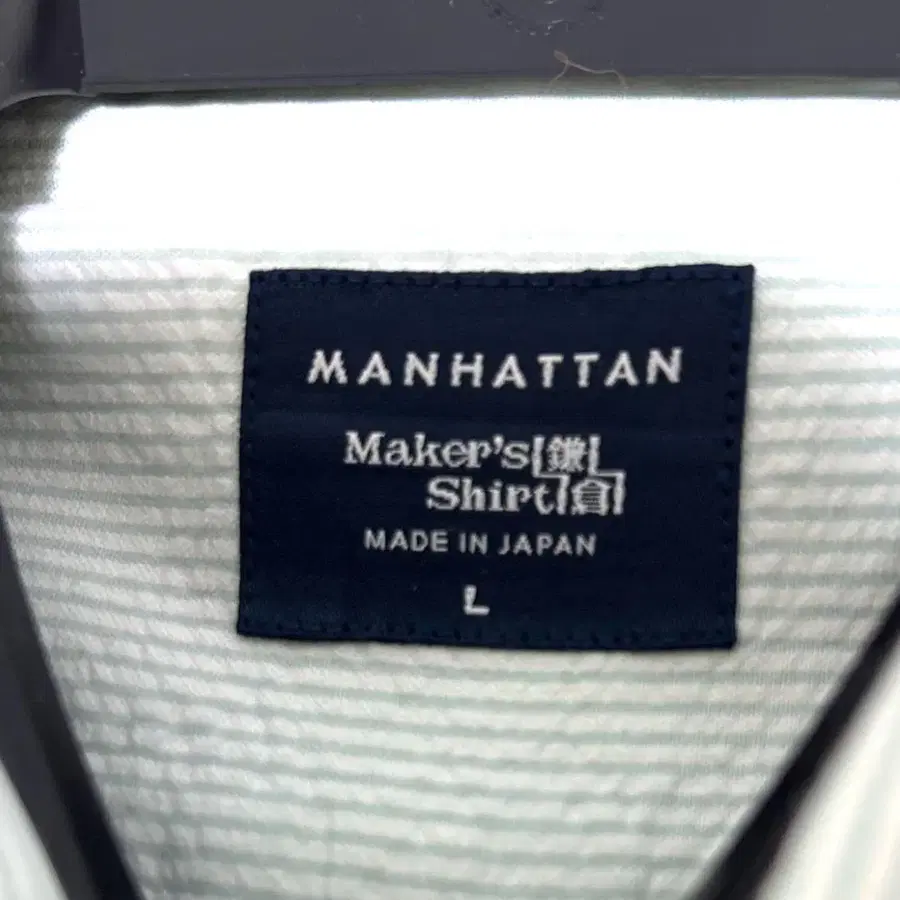 MANHATTAN
Maker's 鎌
Shirt 倉
MADE IN JAPAN
L